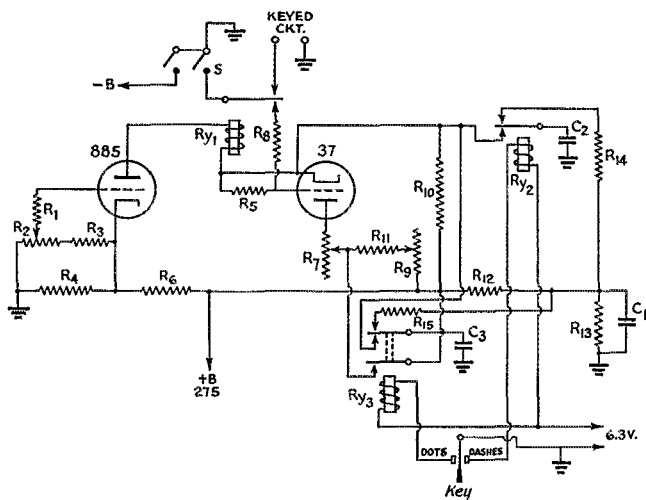 KEYED
CKT.
-B
S
Ry1
R8
885
37
C2
Ry2
R14
R1
R5
R10
R2
R3
R7
R11
R9
R4
R6
R12
R15
C3
R13
C1
+B
275
Ry3
6.3V.
DOTS
DASHES
Key